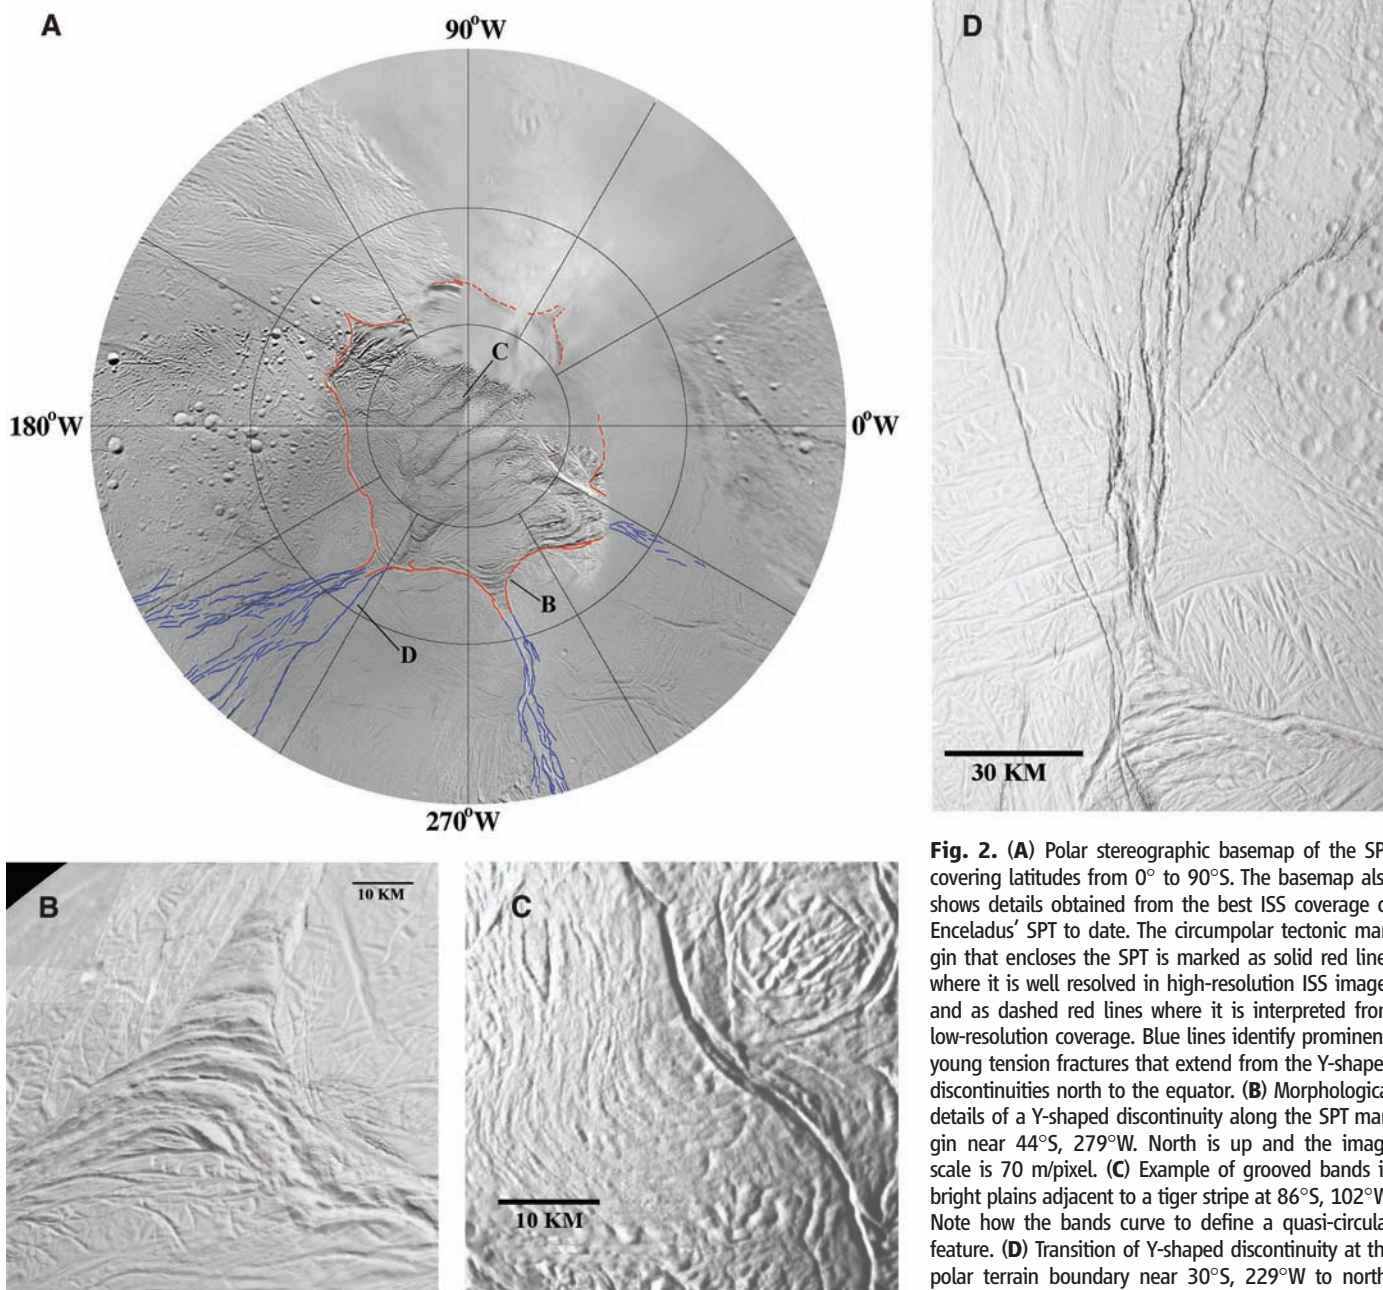 A
90°W
180°W
0°W
C
B
D
270°W
D
30 KM
B
10 KM
C
10 KM
Fig. 2. (A) Polar stereographic basemap of the SP
covering latitudes from 0° to 90°S. The basemap als
shows details obtained from the best ISS coverage o
Enceladus' SPT to date. The circumpolar tectonic mar
gin that encloses the SPT is marked as solid red line
where it is well resolved in high-resolution ISS image
and as dashed red lines where it is interpreted fron
low-resolution coverage. Blue lines identify prominen
young tension fractures that extend from the Y-shape
discontinuities north to the equator. (B) Morphologica
details of a Y-shaped discontinuity along the SPT mar
gin near 44°S, 279°W. North is up and the imag
scale is 70 m/pixel. (C) Example of grooved bands i
bright plains adjacent to a tiger stripe at 86°S, 102°W
Note how the bands curve to define a quasi-circula
feature. (D) Transition of Y-shaped discontinuity at th
polar terrain boundary near 30°S, 229°W to north